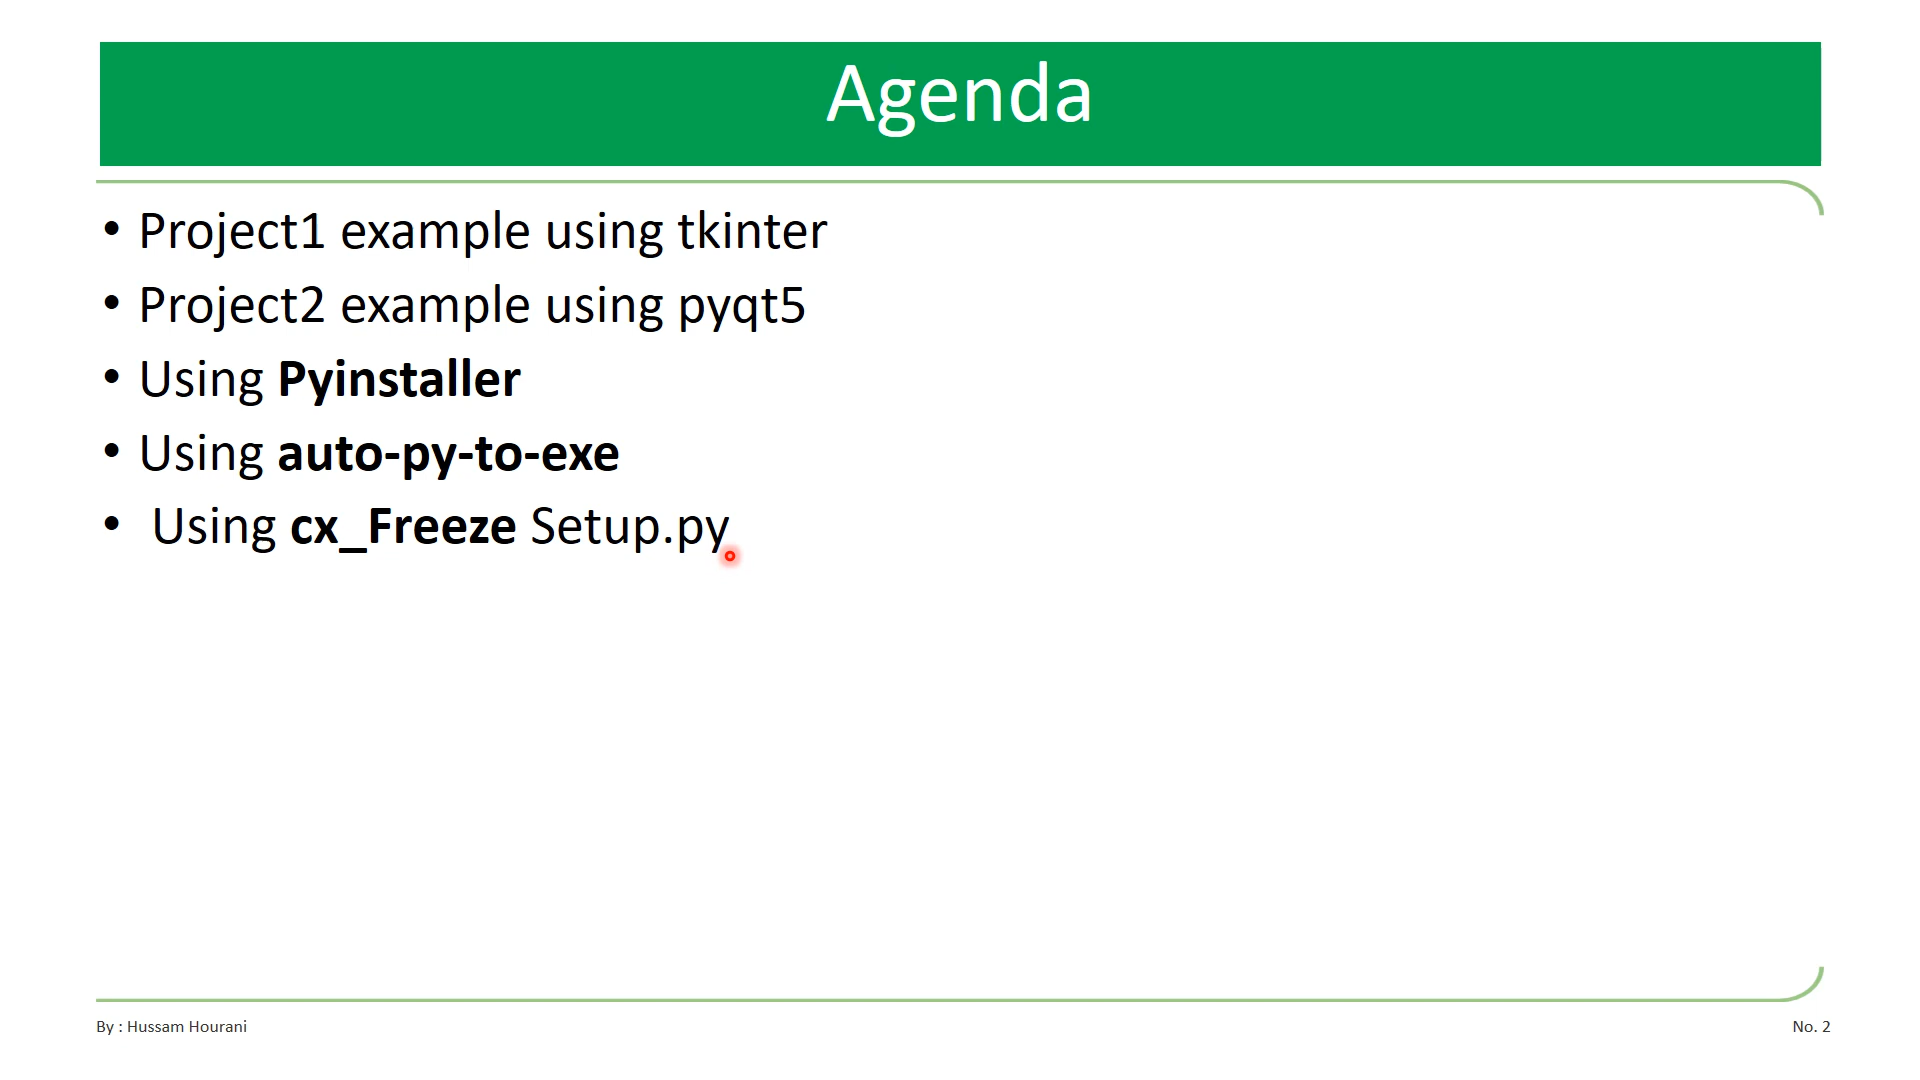 Agenda
• Project1 example using tkinter
• Project2 example using pyqt5
• Using Pyinstaller
• Using auto-py-to-exe
• Using cx_Freeze Setup.py
By : Hussam Hourani
No. 2